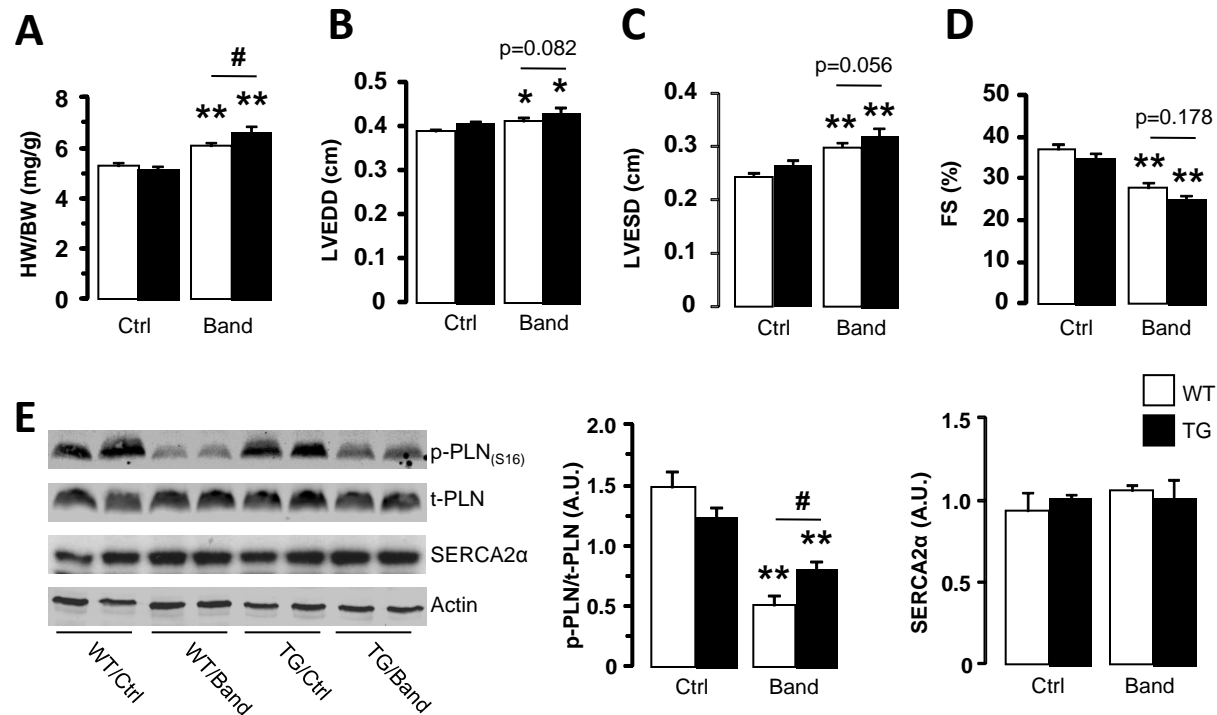 A
HW/BW (mg/g)
8
6
4
2
0
#
**
**
Ctrl
Band
B
LVEDD (cm)
0.5
0.4
0.3
0.2
0.1
0
p=0.082
*
*
Ctrl
Band
C
LVESD (cm)
0.4
0.3
0.2
0.1
0
p=0.056
**
**
Ctrl
Band
D
FS (%)
50
40
30
20
10
0
p=0.178
**
**
Ctrl
Band
WT
TG
E
p-PLN(S16)
t-PLN
SERCA2α
Actin
WT/Ctrl
WT/Band
TG/Ctrl
TG/Band
p-PLN/t-PLN (A.U.)
2.0
1.5
1.0
0.5
0
#
**
**
Ctrl
Band
SERCA2α (A.U.)
1.5
1.0
0.5
0
Ctrl
Band